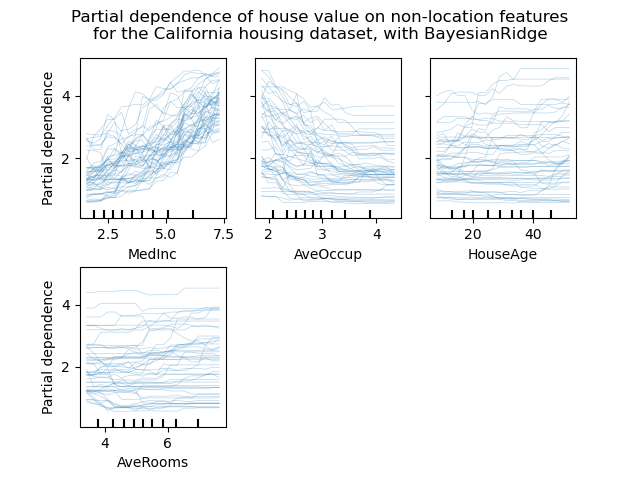 Partial dependence of house value on non-location features
for the California housing dataset, with BayesianRidge
Partial dependence
4
2
2.5 5.0 7.5
MedInc
2 3 4
AveOccup
20 40
HouseAge
Partial dependence
4
2
4 6
AveRooms